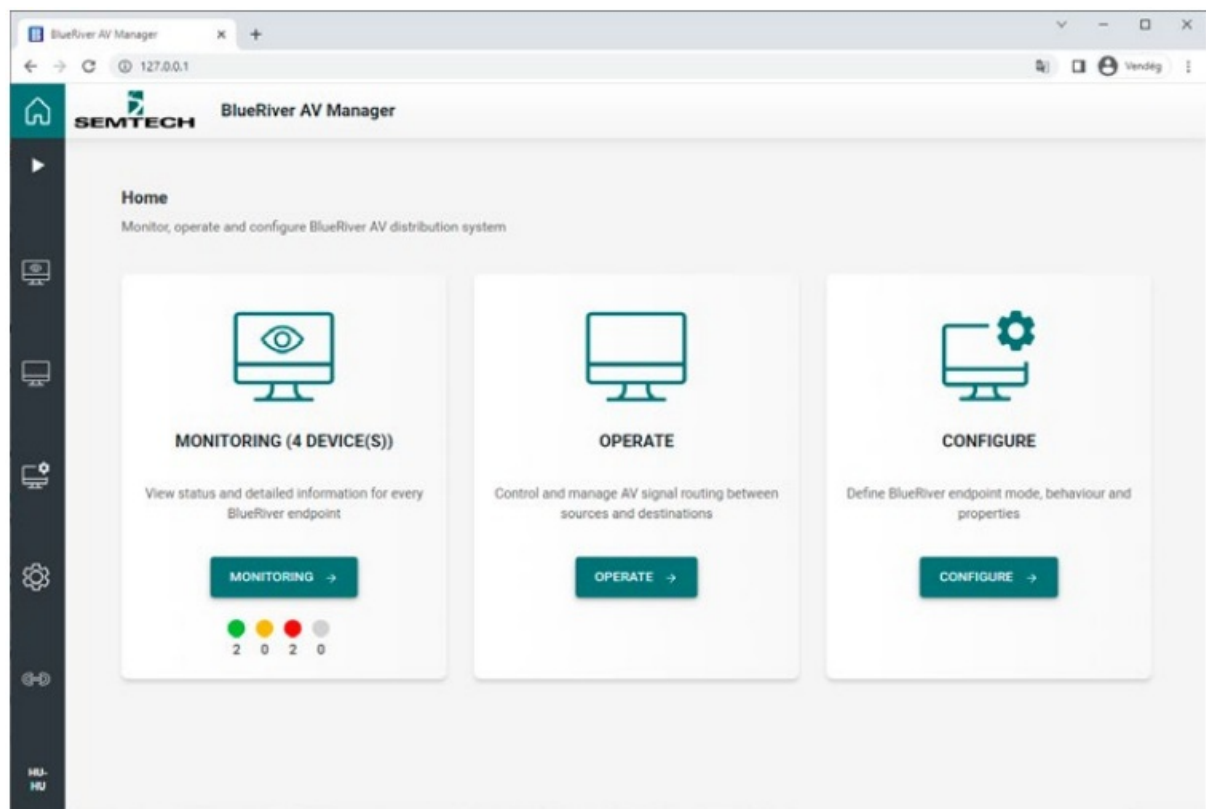 BlueRiver AV Manager
127.0.0.1
Vendég
SEMTECH
BlueRiver AV Manager
Home
Monitor, operate and configure BlueRiver AV distribution system
MONITORING (4 DEVICE(S))
View status and detailed information for every
BlueRiver endpoint
MONITORING →
2 0 2 0
OPERATE
Control and manage AV signal routing between
sources and destinations
OPERATE →
CONFIGURE
Define BlueRiver endpoint mode, behaviour and
properties
CONFIGURE →
HU-
HU